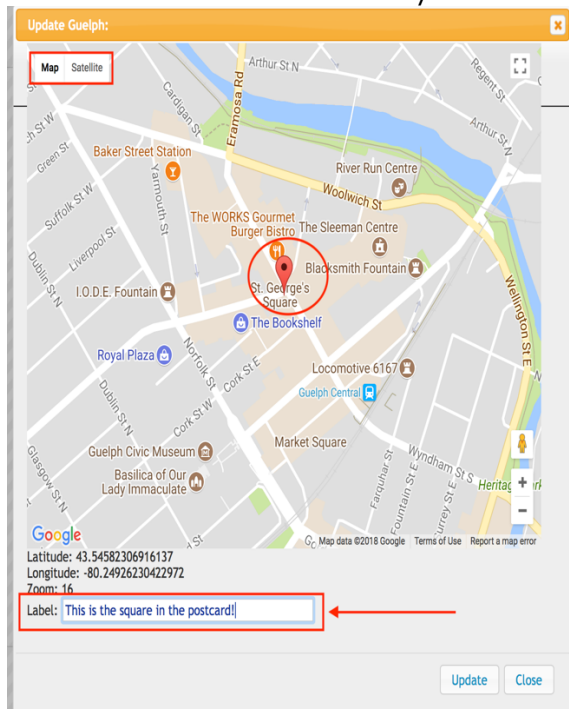 Update Guelph:
Map Satellite
Arthur St N
Regent St
Cardigan St
Eramosa Rd
Arthur St N
Baker Street Station
River Run Centre
Green St
Yarmouth St
Woolwich St
Suffolk St W
The WORKS Gourmet
Burger Bistro
The Sleeman Centre
Liverpool St
Blacksmith Fountain
Dublin St N
I.O.D.E. Fountain
St. George's
Square
Wellington St E
The Bookshelf
Royal Plaza
Norfolk St
Cork St E
Locomotive 6167
Dublin St N
Guelph Central
Cork St W
Market Square
Guelph Civic Museum
Basilica of Our
Lady Immaculate
Glasgow St N
Farquhar St
Fountain St E
Wyndham St S
Surrey St E
+
−
Google
Map data ©2018 Google Terms of Use Report a map error
Latitude: 43.54582306916137
Longitude: -80.24926230422972
Zoom: 16
Label: This is the square in the postcard!
Update Close